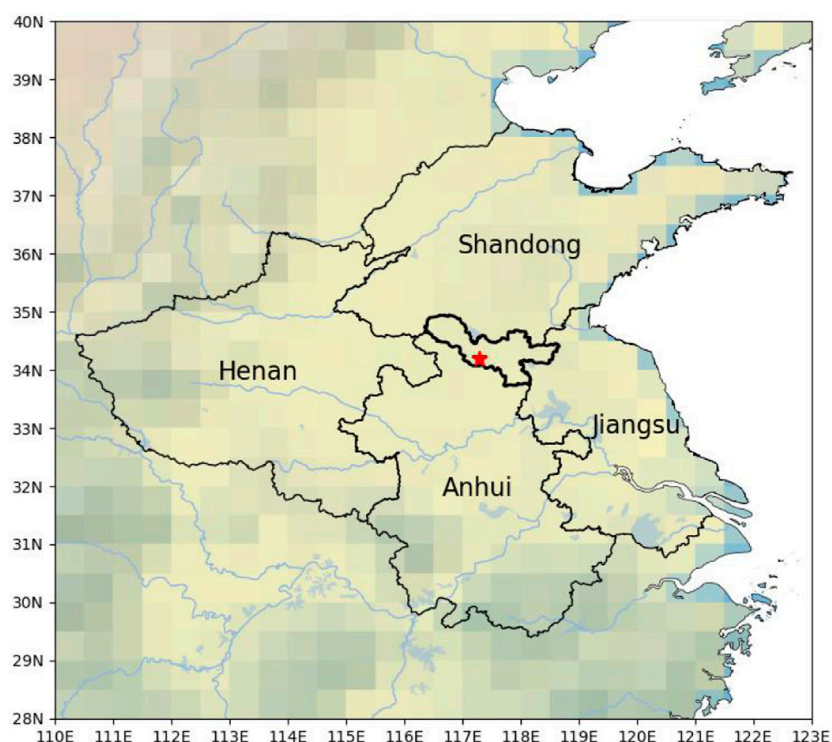 40N
39N
38N
37N
36N
35N
34N
33N
32N
31N
30N
29N
28N
Shandong
Henan
Jiangsu
Anhui
110E 111E 112E 113E 114E 115E 116E 117E 118E 119E 120E 121E 122E 123E